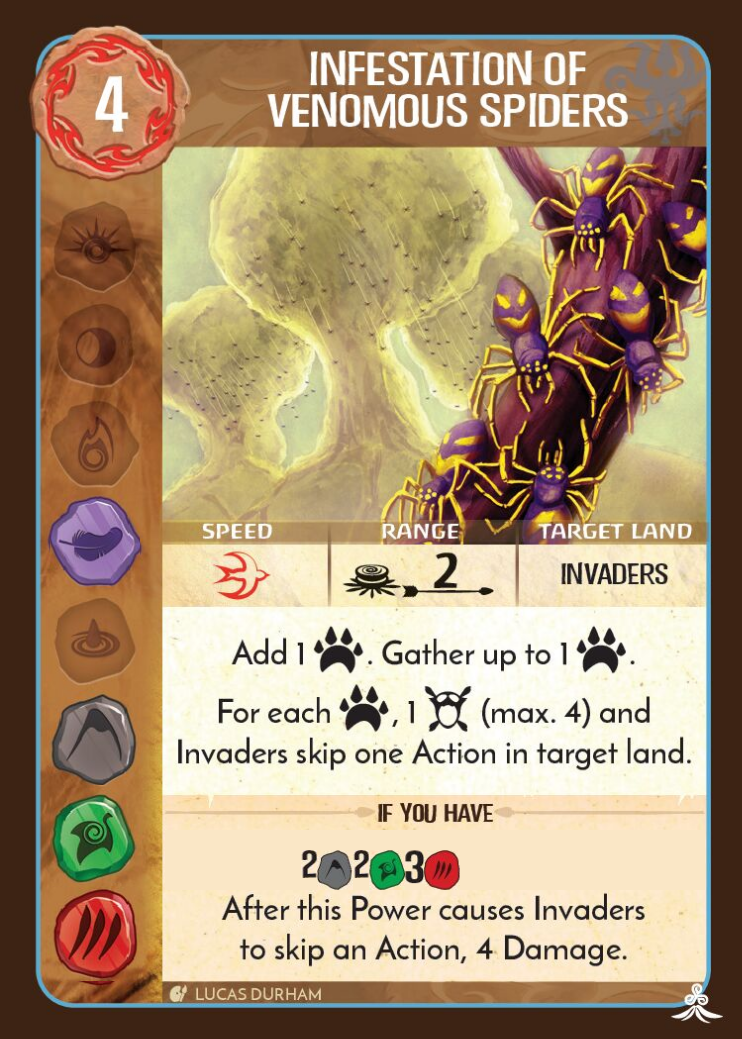 4
INFESTATION OF
VENOMOUS SPIDERS
SPEED RANGE TARGET LAND
2 INVADERS
Add 1 . Gather up to 1 .
For each , 1 (max. 4) and
Invaders skip one Action in target land.
IF YOU HAVE
2 2 3
After this Power causes Invaders
to skip an Action, 4 Damage.
LUCAS DURHAM